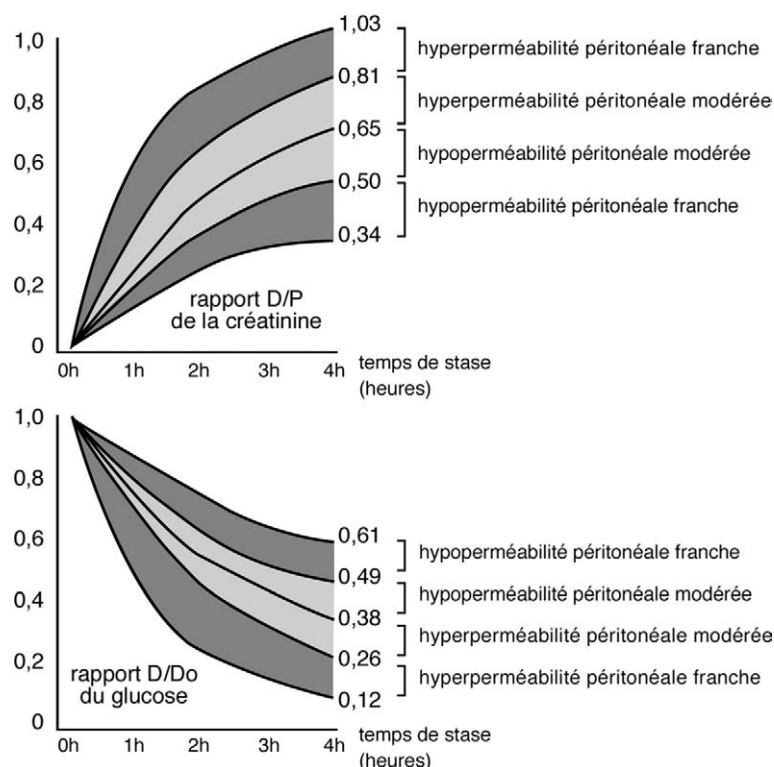 1,0
0,8
0,6
0,4
0,2
0
1,03
0,81
0,65
0,50
0,34
hyperperméabilité péritonéale franche
hyperperméabilité péritonéale modérée
hypoperméabilité péritonéale modérée
hypoperméabilité péritonéale franche
rapport D/P
de la créatinine
0h 1h 2h 3h 4h
temps de stase
(heures)
1,0
0,8
0,6
0,4
0,2
0
0,61
0,49
0,38
0,26
0,12
hypoperméabilité péritonéale franche
hypoperméabilité péritonéale modérée
hyperperméabilité péritonéale modérée
hyperperméabilité péritonéale franche
rapport D/Do
du glucose
0h 1h 2h 3h 4h
temps de stase
(heures)